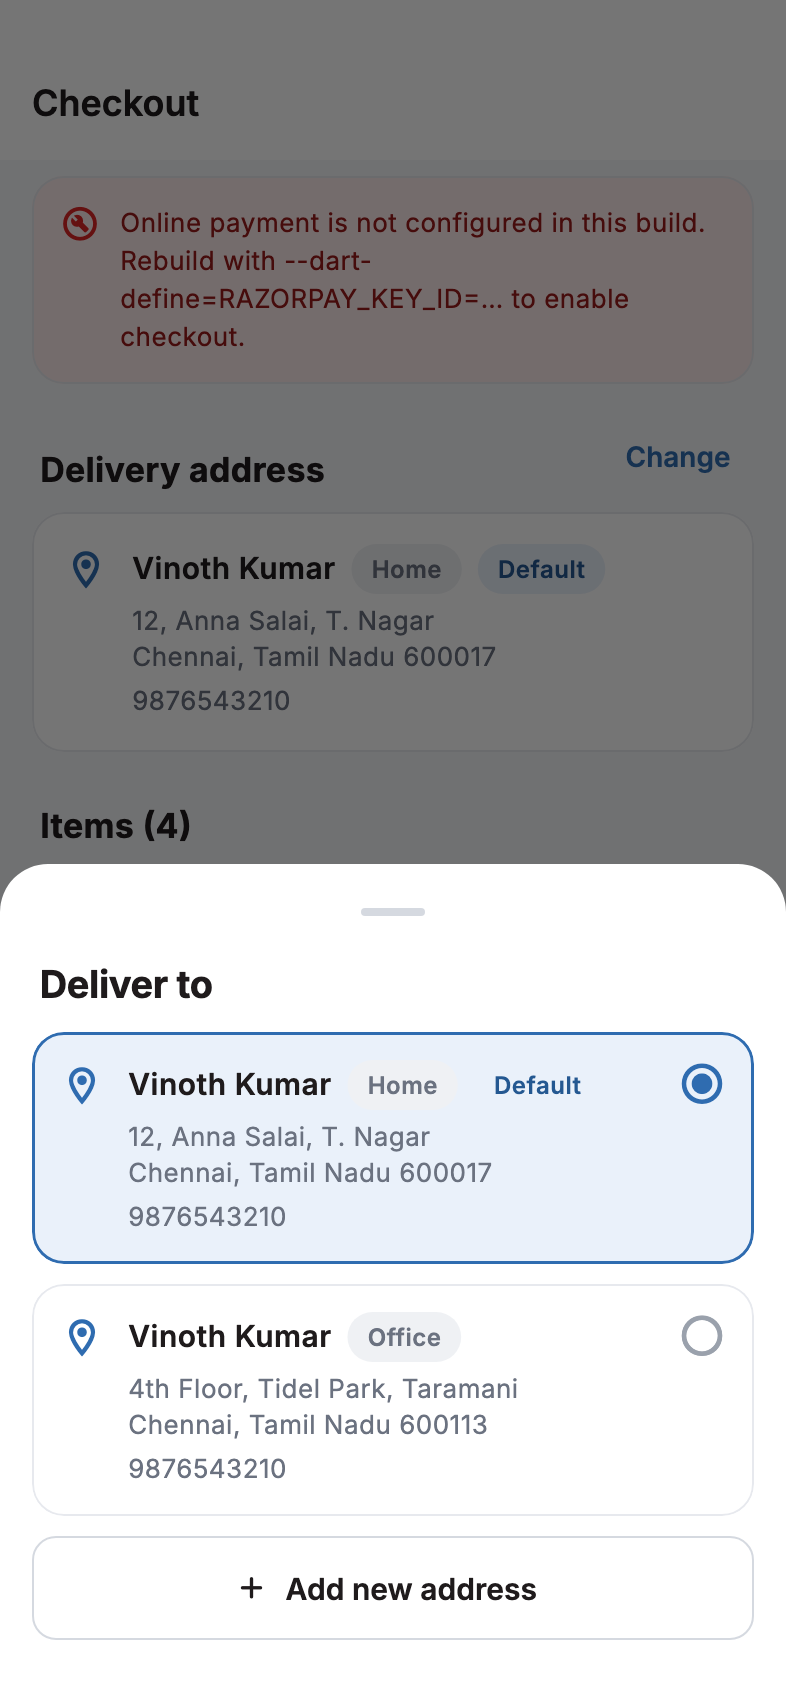 Checkout
Online payment is not configured in this build.
Rebuild with --dart-
define=RAZORPAY_KEY_ID=... to enable
checkout.
Delivery address
Change
Vinoth Kumar Home Default
12, Anna Salai, T. Nagar
Chennai, Tamil Nadu 600017
9876543210
Items (4)
Deliver to
Vinoth Kumar Home Default
12, Anna Salai, T. Nagar
Chennai, Tamil Nadu 600017
9876543210
Vinoth Kumar Office
4th Floor, Tidel Park, Taramani
Chennai, Tamil Nadu 600113
9876543210
+ Add new address